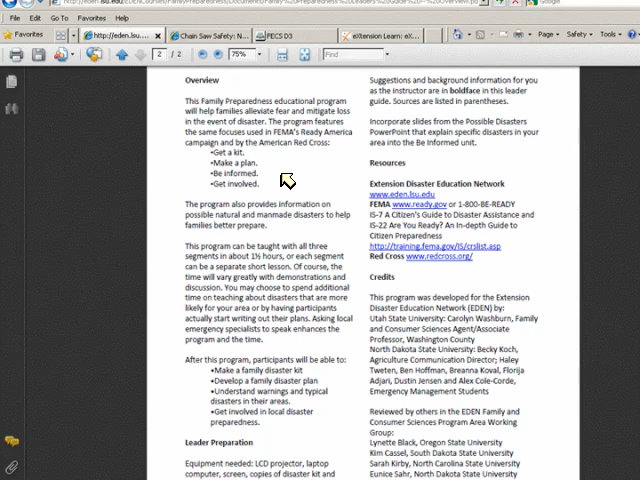 File Edit Go To Favorites Help
Favorites http://eden.lsu.edu/... Chain Saw Safety: N... FECS D3 eXtension Learn: eX... Page Safety Tools
2 / 2 75% Find
Overview
This Family Preparedness educational program
will help families alleviate fear and mitigate loss
in the event of disaster. The program features
the same focuses used in FEMA's Ready America
campaign and by the American Red Cross:
•Get a kit.
•Make a plan.
•Be informed.
•Get involved.
The program also provides information on
possible natural and manmade disasters to help
families better prepare.
This program can be taught with all three
segments in about 1½ hours, or each segment
can be a separate short lesson. Of course, the
time will vary greatly with demonstrations and
discussion. You may choose to spend additional
time on teaching about disasters that are more
likely for your area or by having participants
actually start writing out their plans. Asking local
emergency specialists to speak enhances the
program and the time.
After this program, participants will be able to:
•Make a family disaster kit
•Develop a family disaster plan
•Understand warnings and typical
disasters in their areas.
•Get involved in local disaster
preparedness.
Leader Preparation
Equipment needed: LCD projector, laptop
computer, screen, copies of disaster kit and
Suggestions and background information for you
as the instructor are in boldface in this leader
guide. Sources are listed in parentheses.
Incorporate slides from the Possible Disasters
PowerPoint that explain specific disasters in your
area into the Be Informed unit.
Resources
Extension Disaster Education Network
www.eden.lsu.edu
FEMA www.ready.gov or 1-800-BE-READY
IS-7 A Citizen's Guide to Disaster Assistance and
IS-22 Are You Ready? An In-depth Guide to
Citizen Preparedness
http://training.fema.gov/IS/crslist.asp
Red Cross www.redcross.org/
Credits
This program was developed for the Extension
Disaster Education Network (EDEN) by:
Utah State University: Carolyn Washburn, Family
and Consumer Sciences Agent/Associate
Professor, Washington County
North Dakota State University: Becky Koch,
Agriculture Communication Director; Haley
Tweten, Ben Hoffman, Breanna Koval, Florija
Adjari, Dustin Jensen and Alex Cole-Corde,
Emergency Management Students
Reviewed by others in the EDEN Family and
Consumer Sciences Program Area Working
Group:
Lynette Black, Oregon State University
Kim Cassel, South Dakota State University
Sarah Kirby, North Carolina State University
Eunice Sahr, North Dakota State University